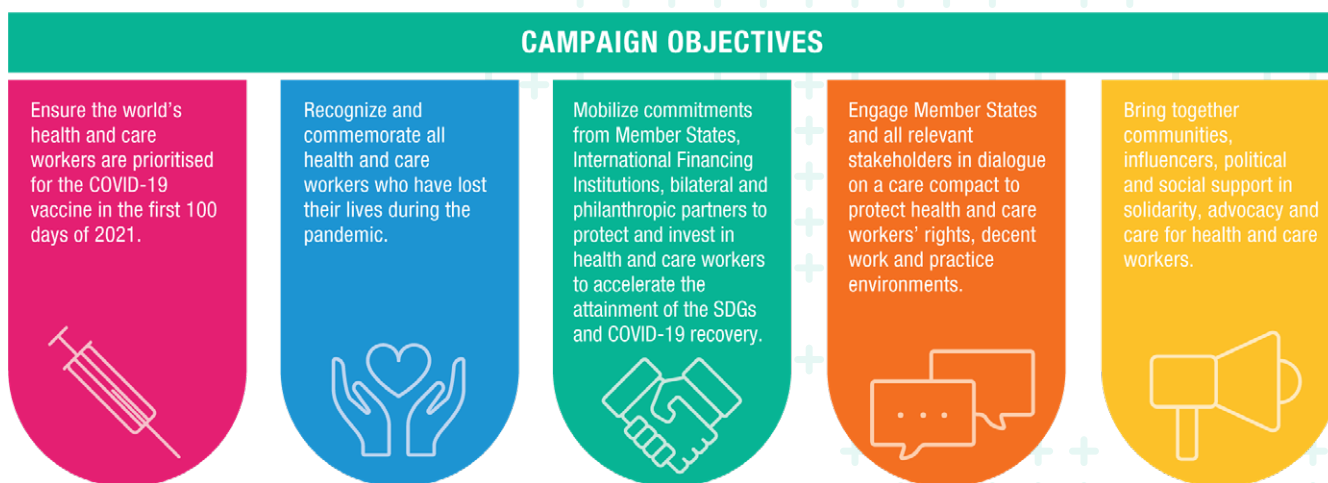 CAMPAIGN OBJECTIVES
Ensure the world's
health and care
workers are prioritised
for the COVID-19
vaccine in the first 100
days of 2021.
Recognize and
commemorate all
health and care
workers who have lost
their lives during the
pandemic.
Mobilize commitments
from Member States,
International Financing
Institutions, bilateral and
philanthropic partners to
protect and invest in
health and care workers
to accelerate the
attainment of the SDGs
and COVID-19 recovery.
Engage Member States
and all relevant
stakeholders in dialogue
on a care compact to
protect health and care
workers' rights, decent
work and practice
environments.
Bring together
communities,
influencers, political
and social support in
solidarity, advocacy and
care for health and care
workers.